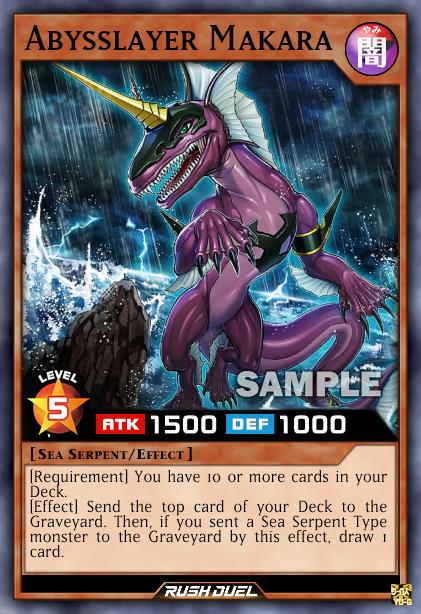 Abysslayer Makara
やみ
闇
LEVEL
5
SAMPLE
ATK 1500 DEF 1000
[Sea Serpent/Effect]
[Requirement] You have 10 or more cards in your
Deck.
[Effect] Send the top card of your Deck to the
Graveyard. Then, if you sent a Sea Serpent Type
monster to the Graveyard by this effect, draw 1
card.
RUSH DUEL